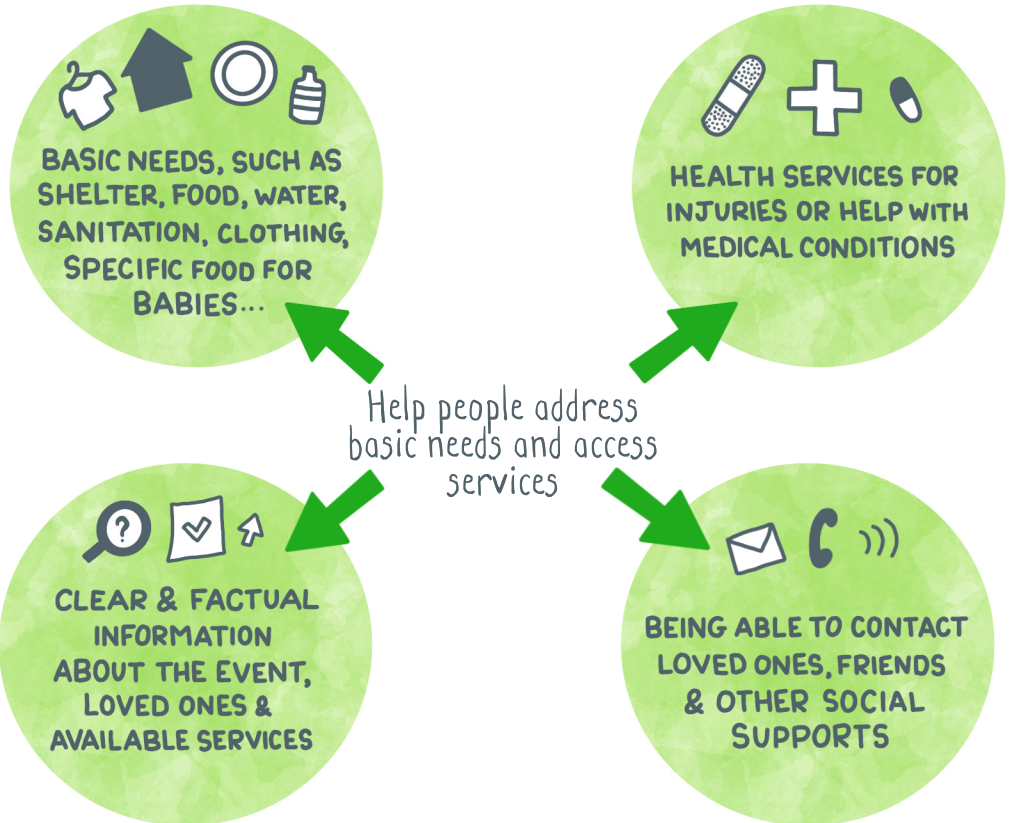 BASIC NEEDS, SUCH AS
SHELTER, FOOD, WATER,
SANITATION, CLOTHING,
SPECIFIC FOOD FOR
BABIES...
HEALTH SERVICES FOR
INJURIES OR HELP WITH
MEDICAL CONDITIONS
Help people address
basic needs and access
services
?
CLEAR & FACTUAL
INFORMATION
ABOUT THE EVENT,
LOVED ONES &
AVAILABLE SERVICES
BEING ABLE TO CONTACT
LOVED ONES, FRIENDS
& OTHER SOCIAL
SUPPORTS